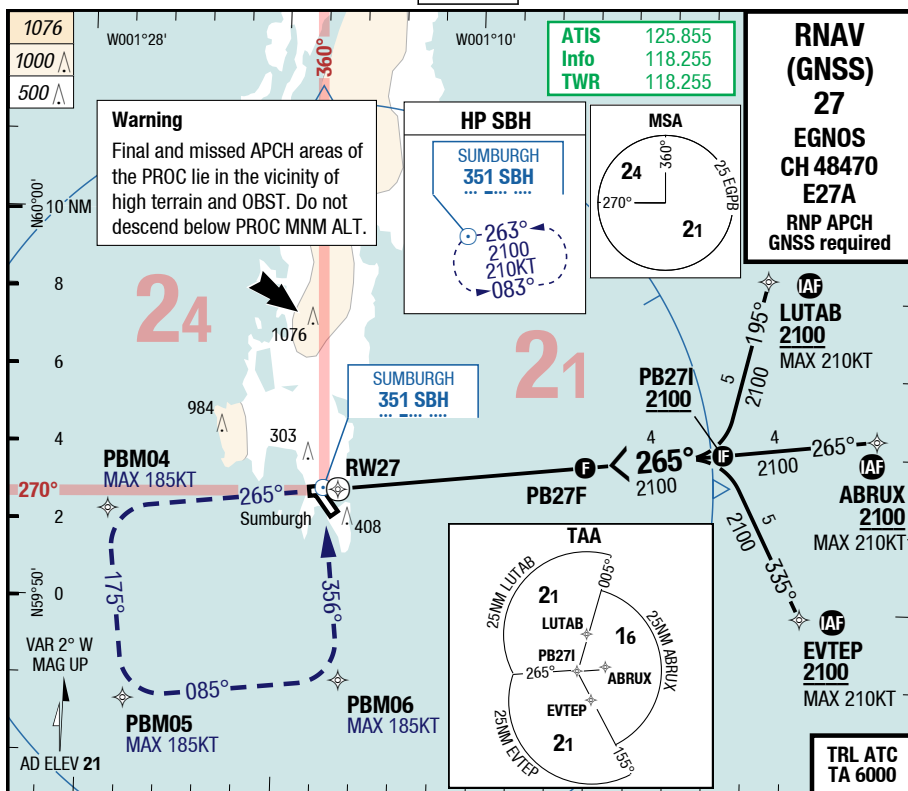 1076
1000
500
W001°28'
360°
W001°10'
ATIS 125.855
Info 118.255
TWR 118.255
RNAV
(GNSS)
27
EGNOS
CH 48470
E27A
RNP APCH
GNSS required
Warning
Final and missed APCH areas of
the PROC lie in the vicinity of
high terrain and OBST. Do not
descend below PROC MNM ALT.
HP SBH
SUMBURGH
351 SBH
263°
2100
210KT
083°
MSA
24
360°
270°
25 EGPB
21
N60°00'
10 NM
8
6
4
2
0
N59°50'
24
1076
21
984
303
SUMBURGH
351 SBH
IAF
LUTAB
2100
MAX 210KT
195°
5
2100
PB27I
2100
IF
4
265°
2100
IAF
ABRUX
2100
MAX 210KT
4
265°
2100
F
PB27F
RW27
PBM04
MAX 185KT
270°
265°
Sumburgh
408
175°
356°
085°
PBM05
MAX 185KT
PBM06
MAX 185KT
5
2100
335°
IAF
EVTEP
2100
MAX 210KT
TAA
25NM LUTAB
005°
21
LUTAB
25NM ABRUX
16
PB27I
265°
ABRUX
EVTEP
25NM EVTEP
21
155°
VAR 2° W
MAG UP
AD ELEV 21
TRL ATC
TA 6000